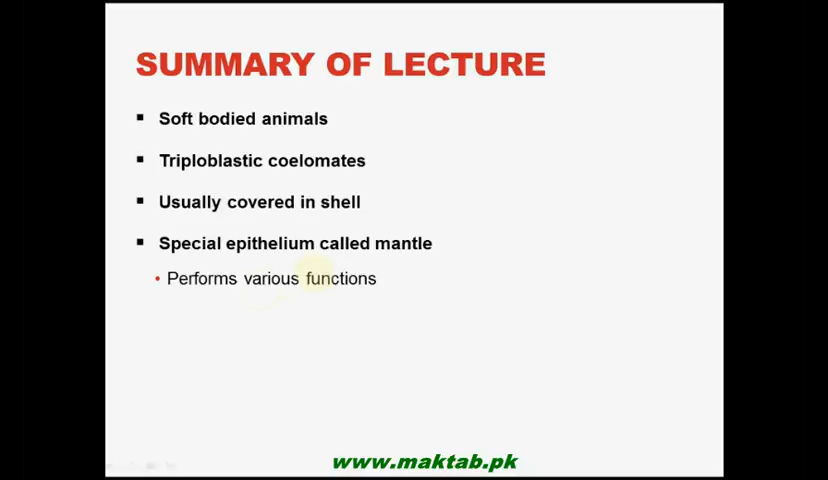 SUMMARY OF LECTURE
▪ Soft bodied animals
▪ Triploblastic coelomates
▪ Usually covered in shell
▪ Special epithelium called mantle
• Performs various functions
www.maktab.pk